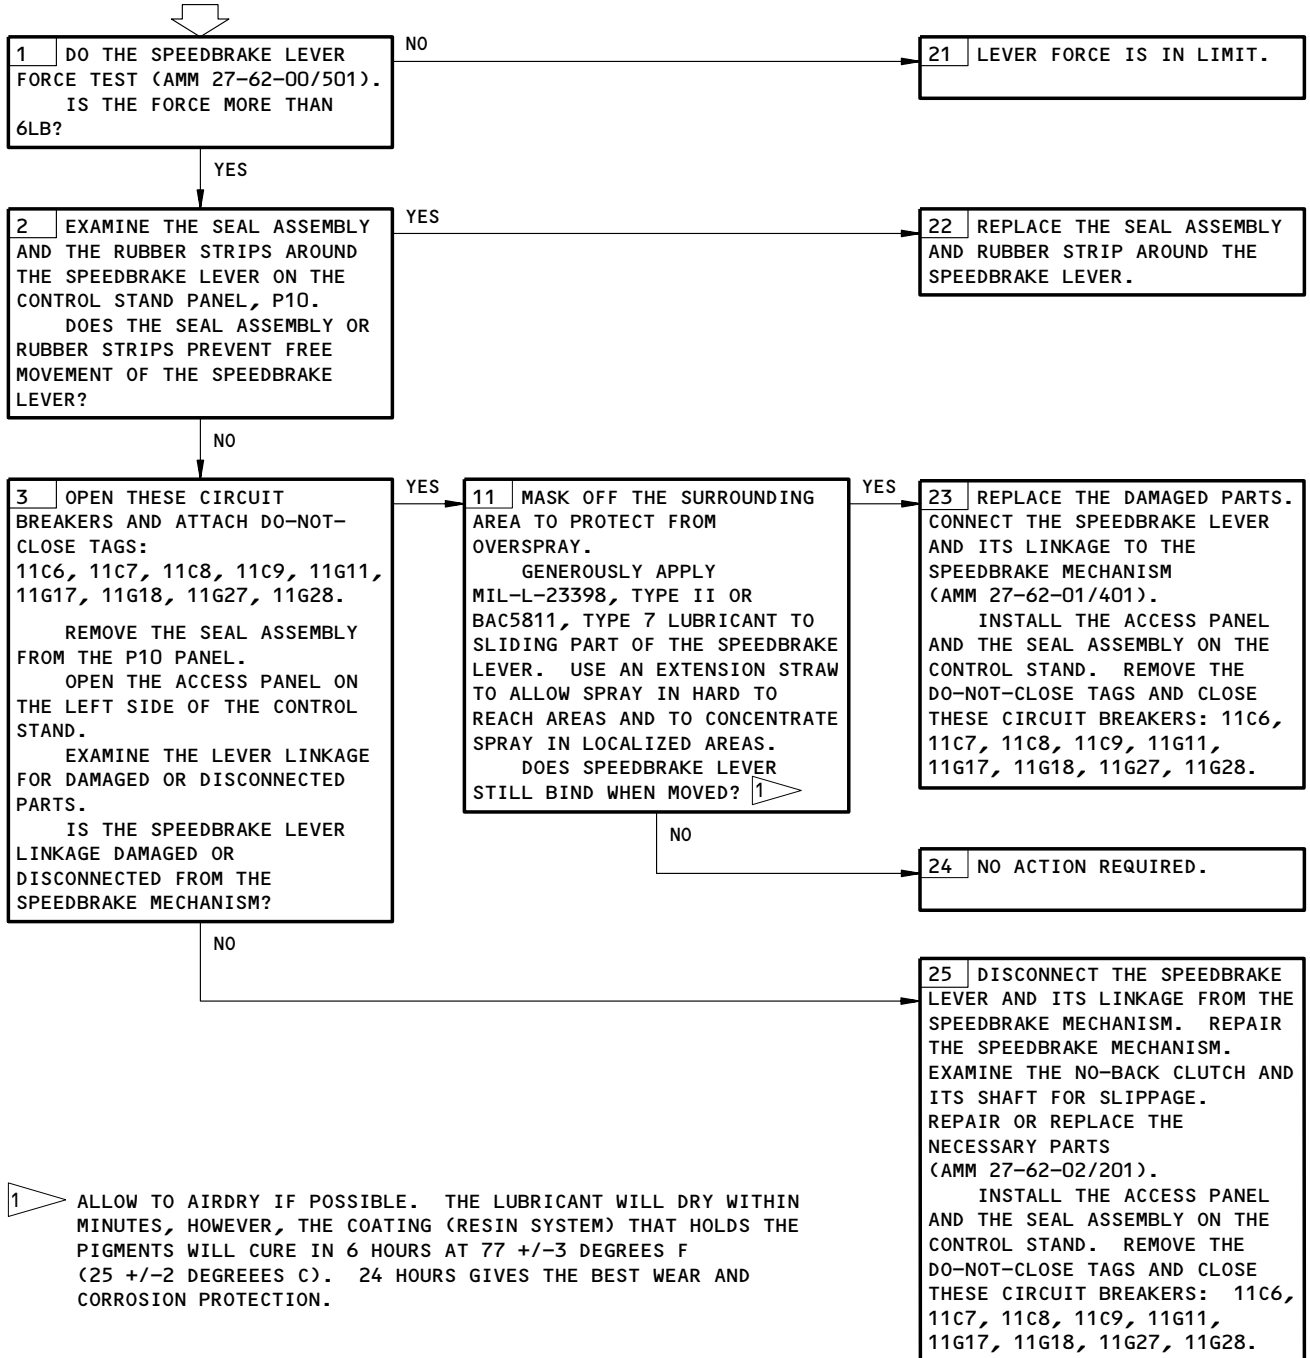 1 DO THE SPEEDBRAKE LEVER
FORCE TEST (AMM 27-62-00/501).
IS THE FORCE MORE THAN
6LB?
NO
21 LEVER FORCE IS IN LIMIT.
YES
2 EXAMINE THE SEAL ASSEMBLY
AND THE RUBBER STRIPS AROUND
THE SPEEDBRAKE LEVER ON THE
CONTROL STAND PANEL, P10.
DOES THE SEAL ASSEMBLY OR
RUBBER STRIPS PREVENT FREE
MOVEMENT OF THE SPEEDBRAKE
LEVER?
YES
22 REPLACE THE SEAL ASSEMBLY
AND RUBBER STRIP AROUND THE
SPEEDBRAKE LEVER.
NO
3 OPEN THESE CIRCUIT
BREAKERS AND ATTACH DO-NOT-
CLOSE TAGS:
11C6, 11C7, 11C8, 11C9, 11G11,
11G17, 11G18, 11G27, 11G28.
REMOVE THE SEAL ASSEMBLY
FROM THE P10 PANEL.
OPEN THE ACCESS PANEL ON
THE LEFT SIDE OF THE CONTROL
STAND.
EXAMINE THE LEVER LINKAGE
FOR DAMAGED OR DISCONNECTED
PARTS.
IS THE SPEEDBRAKE LEVER
LINKAGE DAMAGED OR
DISCONNECTED FROM THE
SPEEDBRAKE MECHANISM?
YES
11 MASK OFF THE SURROUNDING
AREA TO PROTECT FROM
OVERSPRAY.
GENEROUSLY APPLY
MIL-L-23398, TYPE II OR
BAC5811, TYPE 7 LUBRICANT TO
SLIDING PART OF THE SPEEDBRAKE
LEVER. USE AN EXTENSION STRAW
TO ALLOW SPRAY IN HARD TO
REACH AREAS AND TO CONCENTRATE
SPRAY IN LOCALIZED AREAS.
DOES SPEEDBRAKE LEVER
STILL BIND WHEN MOVED? 1
YES
23 REPLACE THE DAMAGED PARTS.
CONNECT THE SPEEDBRAKE LEVER
AND ITS LINKAGE TO THE
SPEEDBRAKE MECHANISM
(AMM 27-62-01/401).
INSTALL THE ACCESS PANEL
AND THE SEAL ASSEMBLY ON THE
CONTROL STAND. REMOVE THE
DO-NOT-CLOSE TAGS AND CLOSE
THESE CIRCUIT BREAKERS: 11C6,
11C7, 11C8, 11C9, 11G11,
11G17, 11G18, 11G27, 11G28.
NO
24 NO ACTION REQUIRED.
NO
25 DISCONNECT THE SPEEDBRAKE
LEVER AND ITS LINKAGE FROM THE
SPEEDBRAKE MECHANISM. REPAIR
THE SPEEDBRAKE MECHANISM.
EXAMINE THE NO-BACK CLUTCH AND
ITS SHAFT FOR SLIPPAGE.
REPAIR OR REPLACE THE
NECESSARY PARTS
(AMM 27-62-02/201).
INSTALL THE ACCESS PANEL
AND THE SEAL ASSEMBLY ON THE
CONTROL STAND. REMOVE THE
DO-NOT-CLOSE TAGS AND CLOSE
THESE CIRCUIT BREAKERS: 11C6,
11C7, 11C8, 11C9, 11G11,
11G17, 11G18, 11G27, 11G28.
1 ALLOW TO AIRDRY IF POSSIBLE. THE LUBRICANT WILL DRY WITHIN
MINUTES, HOWEVER, THE COATING (RESIN SYSTEM) THAT HOLDS THE
PIGMENTS WILL CURE IN 6 HOURS AT 77 +/-3 DEGREES F
(25 +/-2 DEGREEES C). 24 HOURS GIVES THE BEST WEAR AND
CORROSION PROTECTION.